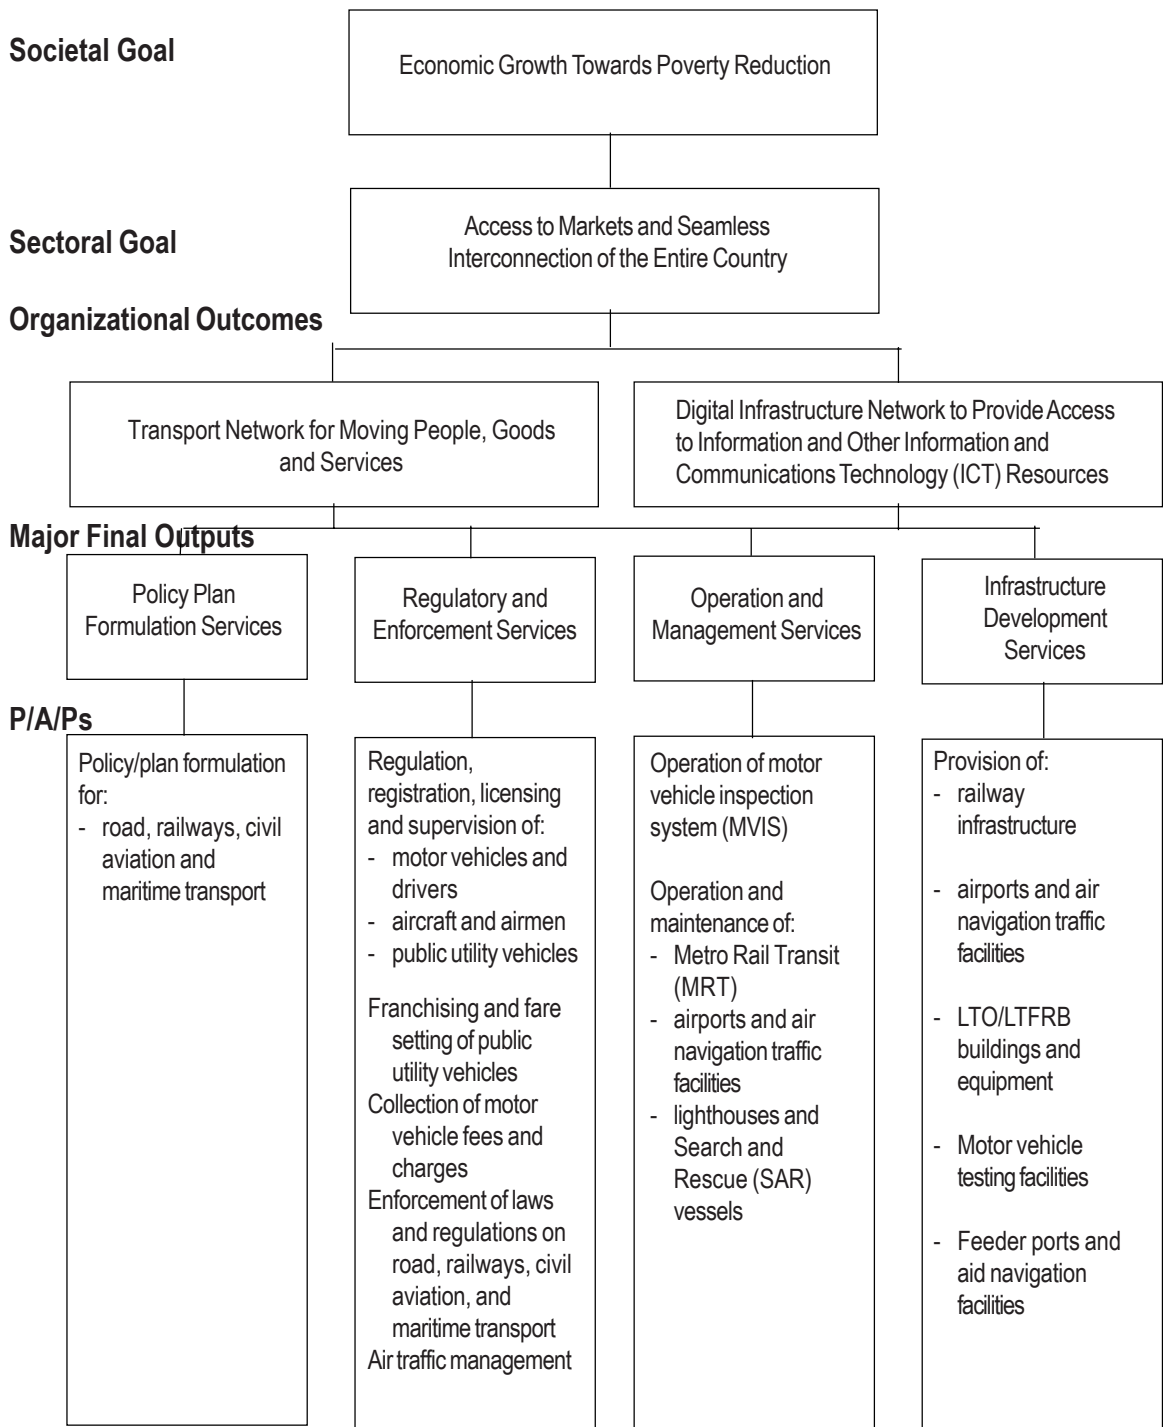 Societal Goal
Economic Growth Towards Poverty Reduction
Sectoral Goal
Access to Markets and Seamless
Interconnection of the Entire Country
Organizational Outcomes
Transport Network for Moving People, Goods
and Services
Digital Infrastructure Network to Provide Access
to Information and Other Information and
Communications Technology (ICT) Resources
Major Final Outputs
Policy Plan
Formulation Services
Regulatory and
Enforcement Services
Operation and
Management Services
Infrastructure
Development
Services
P/A/Ps
Policy/plan formulation
for:
- road, railways, civil
aviation and
maritime transport
Regulation,
registration, licensing
and supervision of:
- motor vehicles and
drivers
- aircraft and airmen
- public utility vehicles
Franchising and fare
setting of public
utility vehicles
Collection of motor
vehicle fees and
charges
Enforcement of laws
and regulations on
road, railways, civil
aviation, and
maritime transport
Air traffic management
Operation of motor
vehicle inspection
system (MVIS)
Operation and
maintenance of:
- Metro Rail Transit
(MRT)
- airports and air
navigation traffic
facilities
- lighthouses and
Search and
Rescue (SAR)
vessels
Provision of:
- railway
infrastructure
- airports and air
navigation traffic
facilities
- LTO/LTFRB
buildings and
equipment
- Motor vehicle
testing facilities
- Feeder ports and
aid navigation
facilities